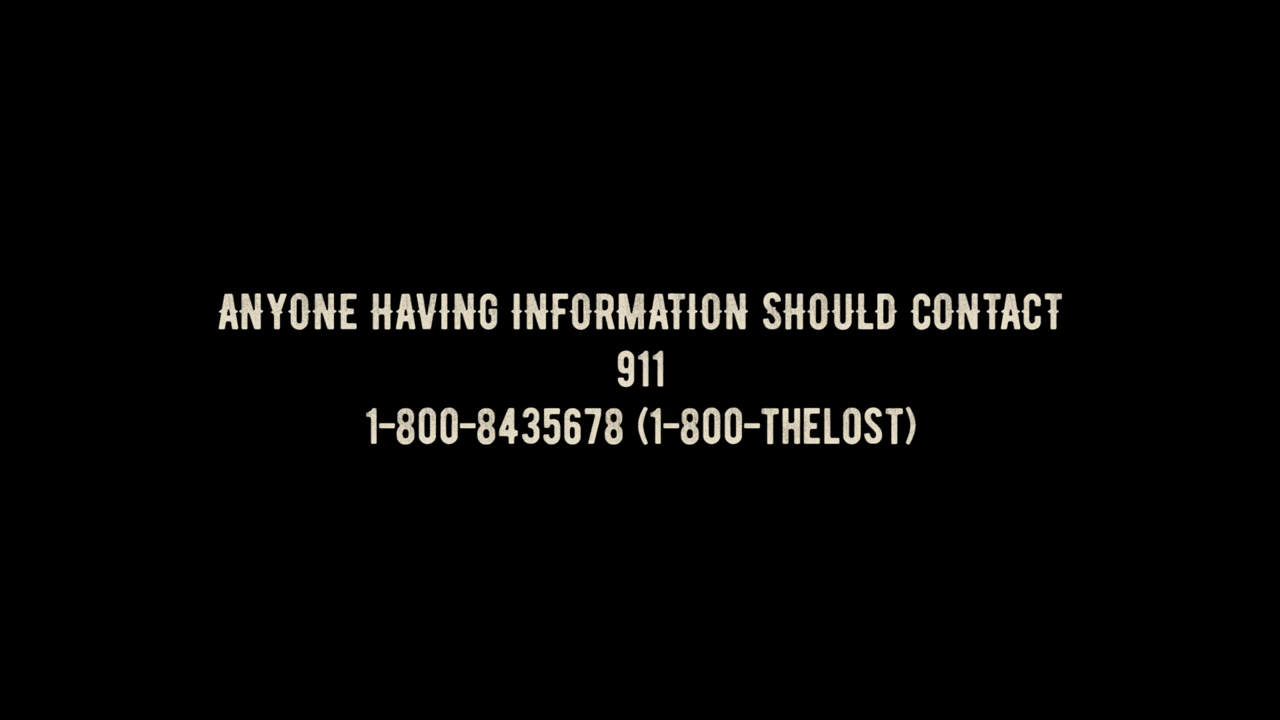 ANYONE HAVING INFORMATION SHOULD CONTACT
911
1-800-8435678 (1-800-THELOST)